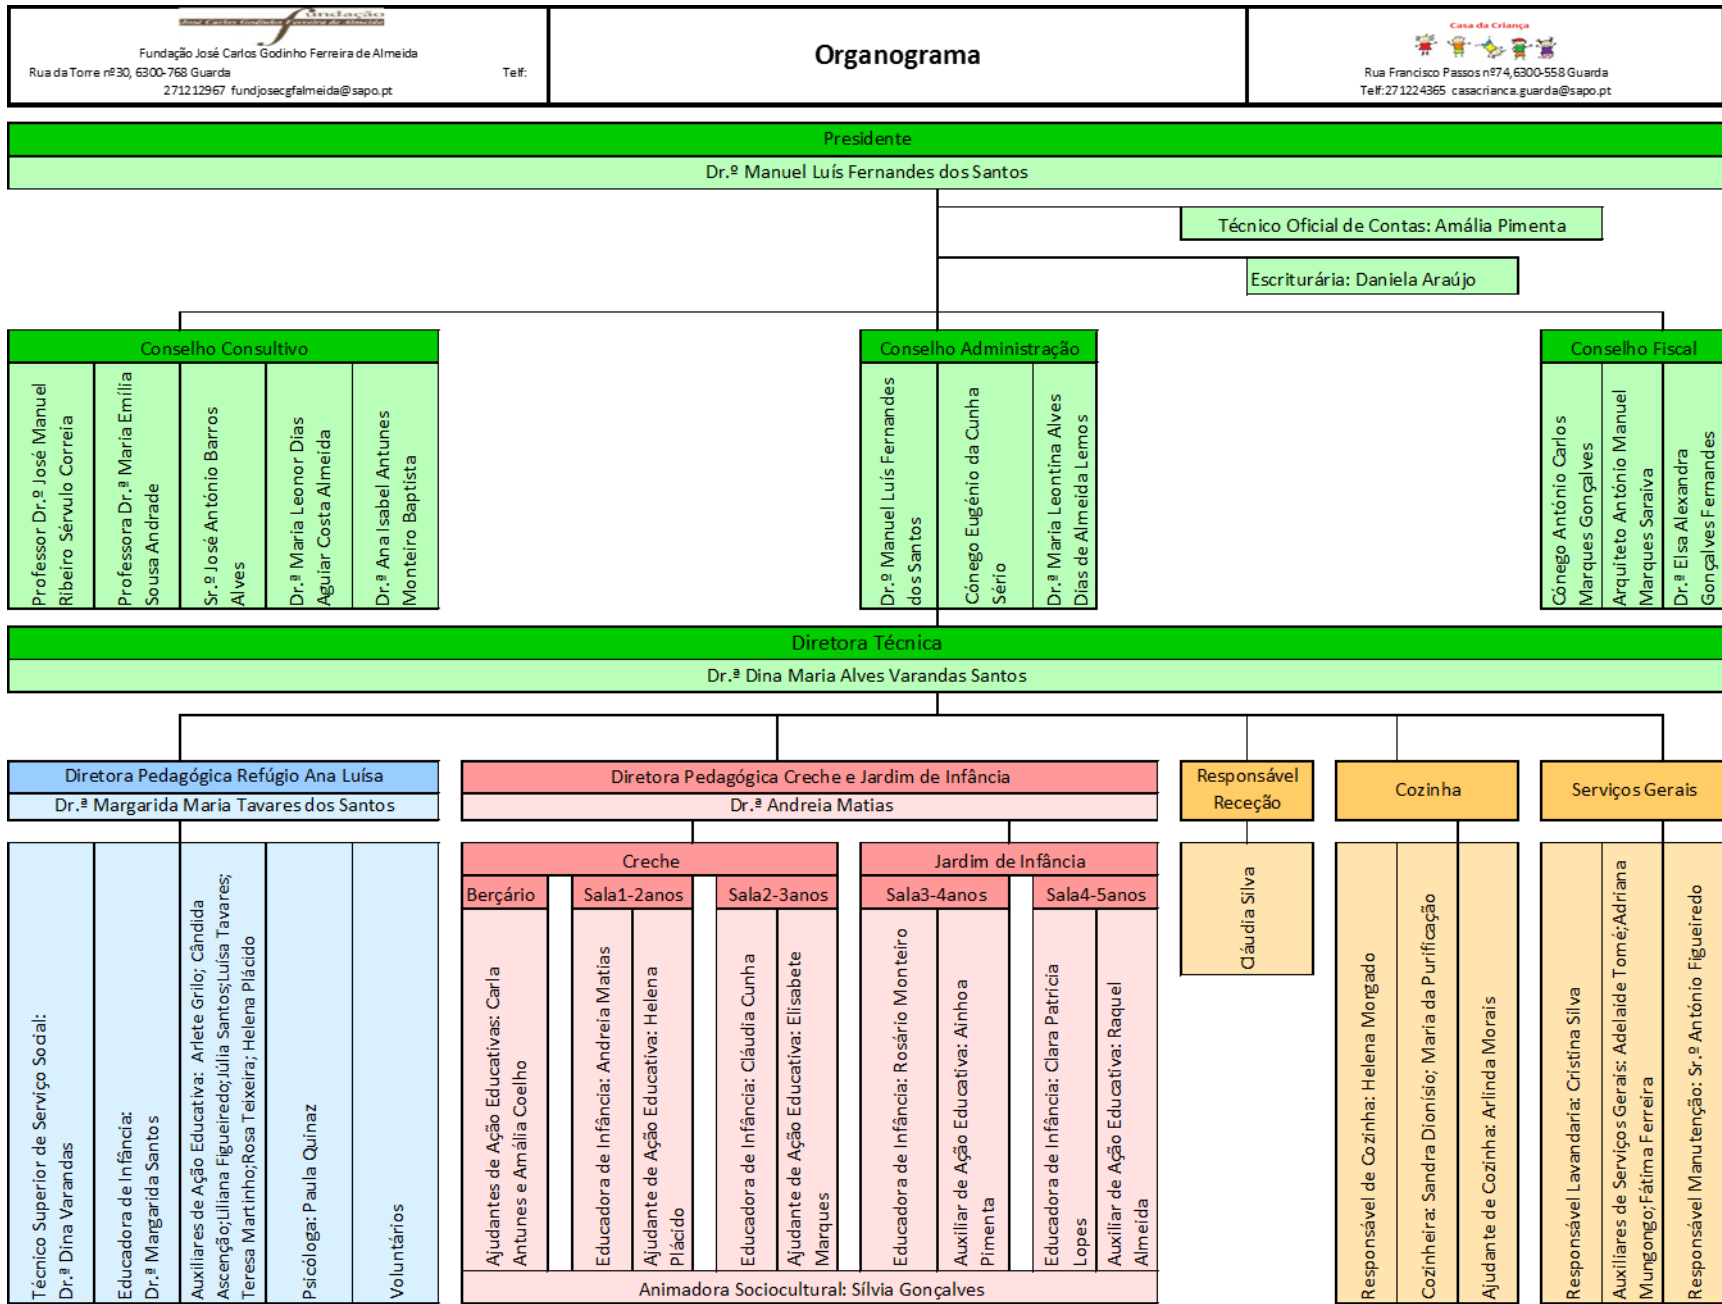 fundação
José Carlos Godinho Ferreira de Almeida
Fundação José Carlos Godinho Ferreira de Almeida
Rua da Torre nº30, 6300-768 Guarda Telf:
271212967 fundjosecgfalmeida@sapo.pt
Organograma
Casa da Criança
Rua Francisco Passos nº74,6300-558 Guarda
Telf:271224365 casacrianca.guarda@sapo.pt
Presidente
Dr.º Manuel Luís Fernandes dos Santos
Técnico Oficial de Contas: Amália Pimenta
Escriturária: Daniela Araújo
Conselho Consultivo
Professor Dr.º José Manuel
Ribeiro Sérvulo Correia
Professora Dr.ª Maria Emília
Sousa Andrade
Sr.º José António Barros
Alves
Dr.ª Maria Leonor Dias
Aguiar Costa Almeida
Dr.ª Ana Isabel Antunes
Monteiro Baptista
Conselho Administração
Dr.º Manuel Luís Fernandes
dos Santos
Cónego Eugénio da Cunha
Sério
Dr.ª Maria Leontina Alves
Dias de Almeida Lemos
Conselho Fiscal
Cónego António Carlos
Marques Gonçalves
Arquiteto António Manuel
Marques Saraiva
Dr.ª Elsa Alexandra
Gonçalves Fernandes
Diretora Técnica
Dr.ª Dina Maria Alves Varandas Santos
Diretora Pedagógica Refúgio Ana Luísa
Dr.ª Margarida Maria Tavares dos Santos
Técnico Superior de Serviço Social:
Dr.ª Dina Varandas
Educadora de Infância:
Dr.ª Margarida Santos
Auxiliares de Ação Educativa: Arlete Grilo; Cândida
Ascenção;Liliana Figueiredo;Júlia Santos;Luísa Tavares;
Teresa Martinho;Rosa Teixeira; Helena Plácido
Psicóloga: Paula Quinaz
Voluntários
Diretora Pedagógica Creche e Jardim de Infância
Dr.ª Andreia Matias
Creche
Berçário
Ajudantes de Ação Educativas: Carla
Antunes e Amália Coelho
Sala1-2anos
Educadora de Infância: Andreia Matias
Ajudante de Ação Educativa: Helena
Plácido
Sala2-3anos
Educadora de Infância: Cláudia Cunha
Ajudante de Ação Educativa: Elisabete
Marques
Jardim de Infância
Sala3-4anos
Educadora de Infância: Rosário Monteiro
Auxiliar de Ação Educativa: Ainhoa
Pimenta
Sala4-5anos
Educadora de Infância: Clara Patrícia
Lopes
Auxiliar de Ação Educativa: Raquel
Almeida
Animadora Sociocultural: Sílvia Gonçalves
Responsável
Receção
Cláudia Silva
Cozinha
Responsável de Cozinha: Helena Morgado
Cozinheira: Sandra Dionísio; Maria da Purificação
Ajudante de Cozinha: Arlinda Morais
Serviços Gerais
Responsável Lavandaria: Cristina Silva
Auxiliares de Serviços Gerais: Adelaide Tomé;Adriana
Mungongo;Fátima Ferreira
Responsável Manutenção: Sr.º António Figueiredo